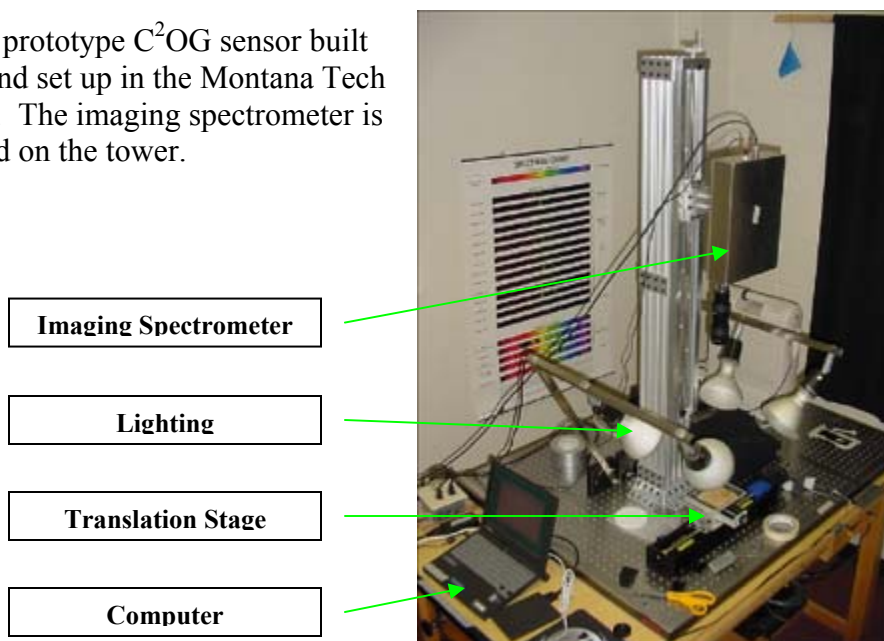 prototype C²OG sensor built
nd set up in the Montana Tech
The imaging spectrometer is
d on the tower.
Imaging Spectrometer
Lighting
Translation Stage
Computer